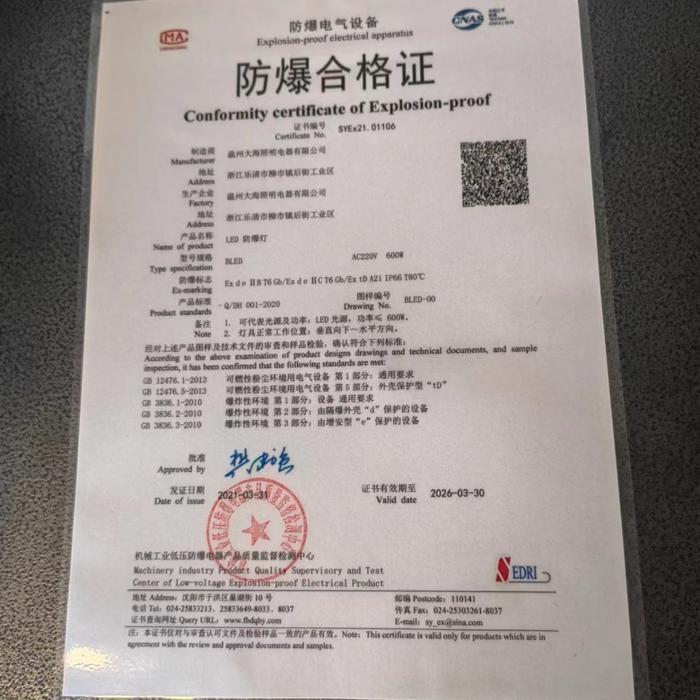 MA
防爆电气设备
Explosion-proof electrical apparatus
CNAS
防爆合格证
Conformity certificate of Explosion-proof
证书编号
Certificate No. SYEx21.01106
制造商 温州大海照明电器有限公司
Manufacturer
地址 浙江乐清市柳市镇后街工业区
Address
生产企业 温州大海照明电器有限公司
Factory
地址 浙江乐清市柳市镇后街工业区
Address
产品名称 LED 防爆灯
Name of product
型号规格 BLED AC220V 600W
Type specification
防爆标志 Ex d e ⅡB T6 Gb/Ex d e ⅡC T6 Gb/Ex tD A21 IP66 T80℃
Ex-marking
产品标准 Q/DH 001-2020 图样编号 BLED-00
Product standards Drawing No.
备注 1. 可代表光源及功率: LED 光源, 功率≤ 600W.
Note 2. 灯具正常工作位置: 垂直向下~水平方向.
经对上述产品图样及技术文件的审查和样品检验, 确认符合下列标准:
According to the above examination of product designs drawings and technical documents, and sample
inspection, it has been confirmed that the following standards are met:
GB 12476.1-2013 可燃性粉尘环境用电气设备 第1部分: 通用要求
GB 12476.5-2013 可燃性粉尘环境用电气设备 第5部分: 外壳保护型“tD”
GB 3836.1-2010 爆炸性环境 第1部分: 设备 通用要求
GB 3836.2-2010 爆炸性环境 第2部分: 由隔爆外壳“d”保护的设备
GB 3836.3-2010 爆炸性环境 第3部分: 由增安型“e”保护的设备
批准
Approved by
发证日期 2021-03-31 证书有效期至 2026-03-30
Date of issue Valid date
机械工业低压防爆电器产品质量监督检测中心
Machinery industry Product Quality Supervisory and Test
Center of Low-voltage Explosion-proof Electrical Product
SEDRI
地址 Address: 沈阳市于洪区巢湖街 10 号 邮编 Postcode: 110141
电话 Tel: 024-25833213、25833649-8033、8037 传真 Fax: 024-25303261-8037
证书查询网址 Query URL: www.fbdqhy.com E-mail: sy_ex@sina.com
注: 本证书仅对与审查认可文件及检验样品一致的产品有效. Note: This certificate is valid only for products which are in
agreement with the review and approval documents and samples.